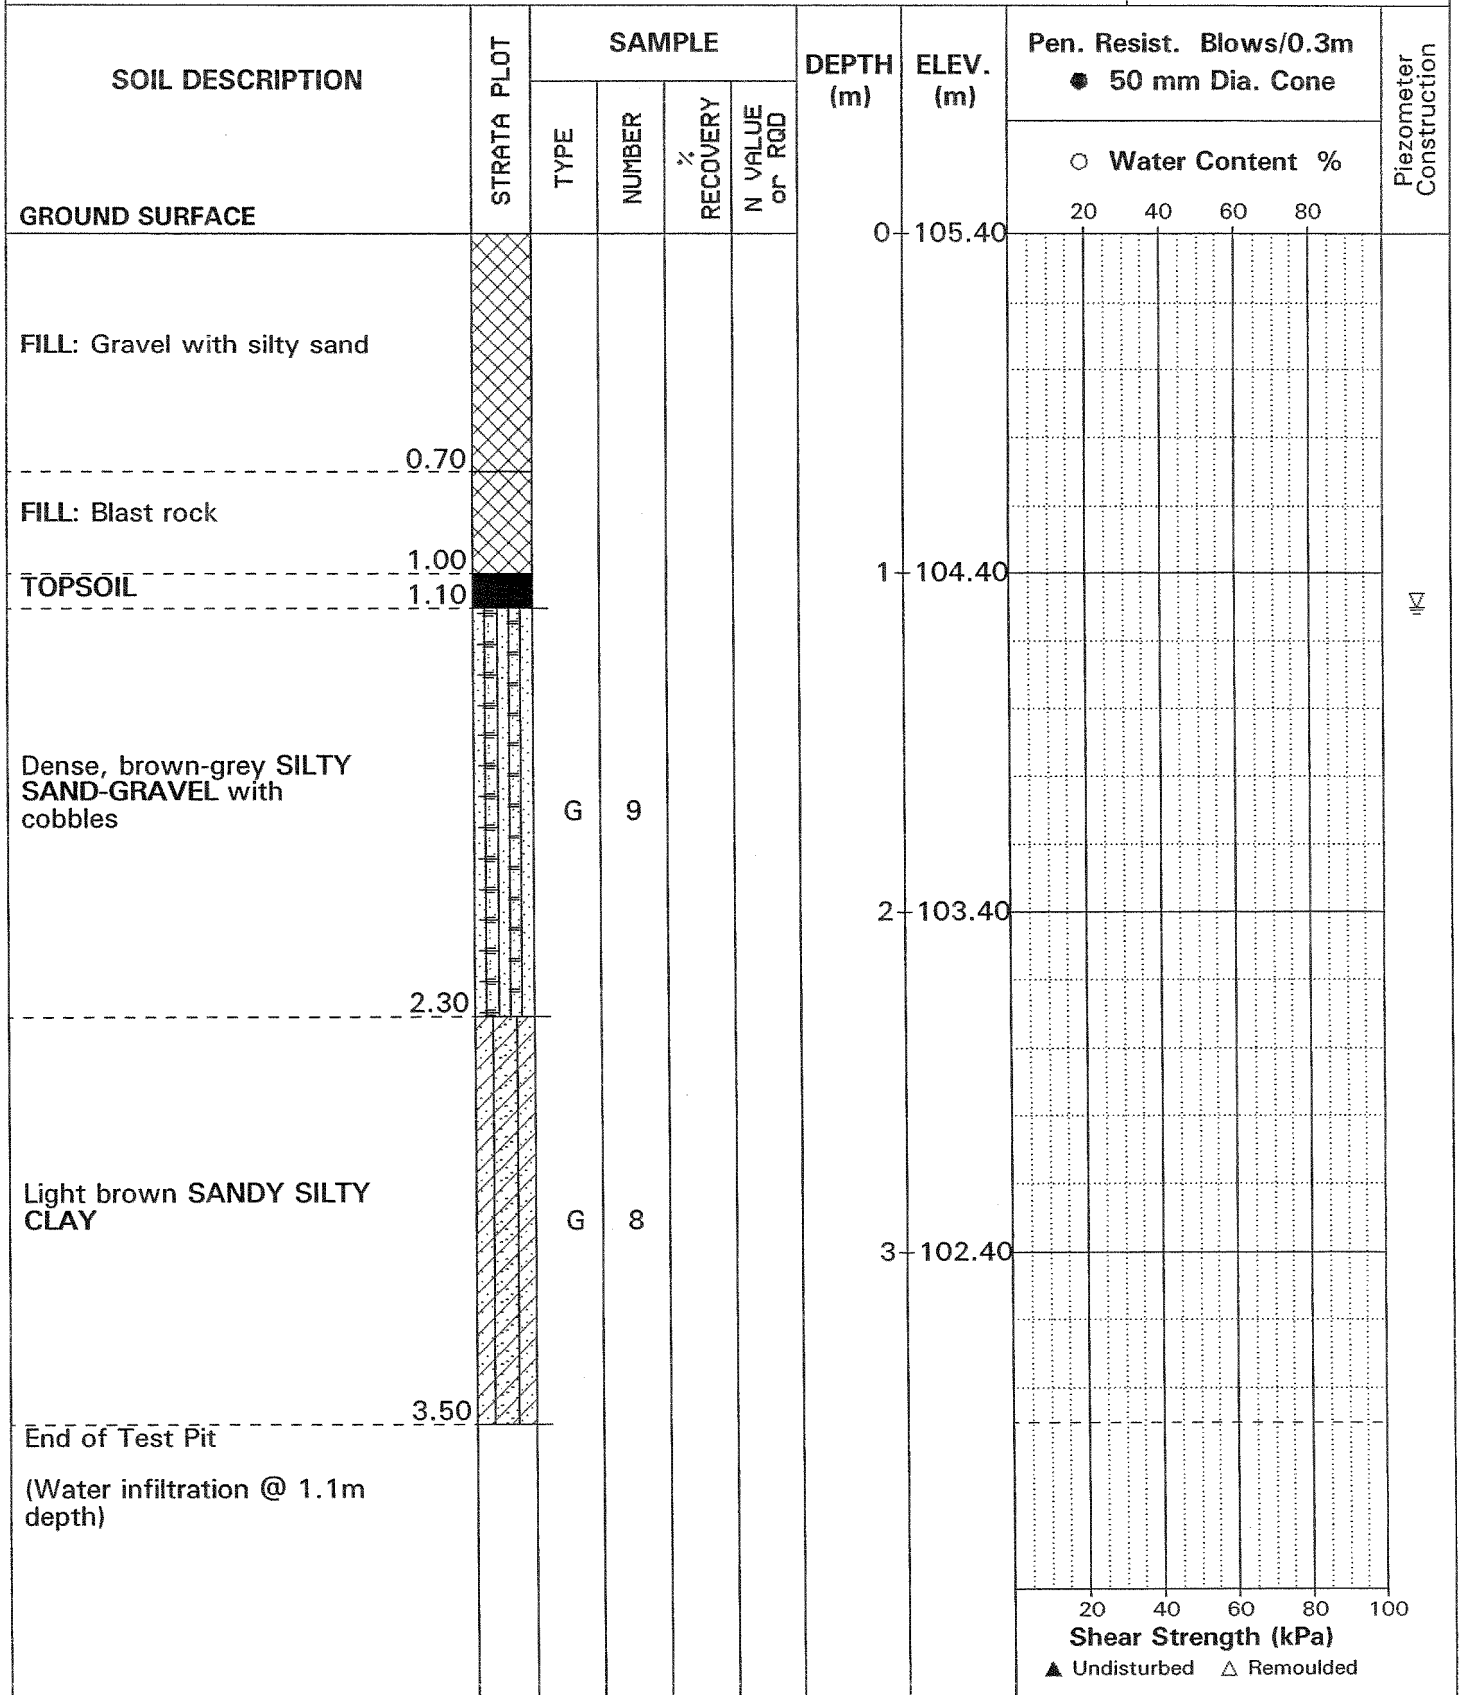 SOIL DESCRIPTION
GROUND SURFACE
STRATA PLOT
SAMPLE
TYPE
NUMBER
%
RECOVERY
N VALUE
or RQD
DEPTH
(m)
ELEV.
(m)
Pen. Resist. Blows/0.3m
● 50 mm Dia. Cone
○ Water Content %
20 40 60 80
Piezometer
Construction
0 105.40
FILL: Gravel with silty sand
0.70
FILL: Blast rock
1.00
1 104.40
TOPSOIL
1.10
Dense, brown-grey SILTY
SAND-GRAVEL with
cobbles
G 9
2 103.40
2.30
Light brown SANDY SILTY
CLAY
G 8
3 102.40
3.50
End of Test Pit
(Water infiltration @ 1.1m
depth)
20 40 60 80 100
Shear Strength (kPa)
▲ Undisturbed △ Remoulded